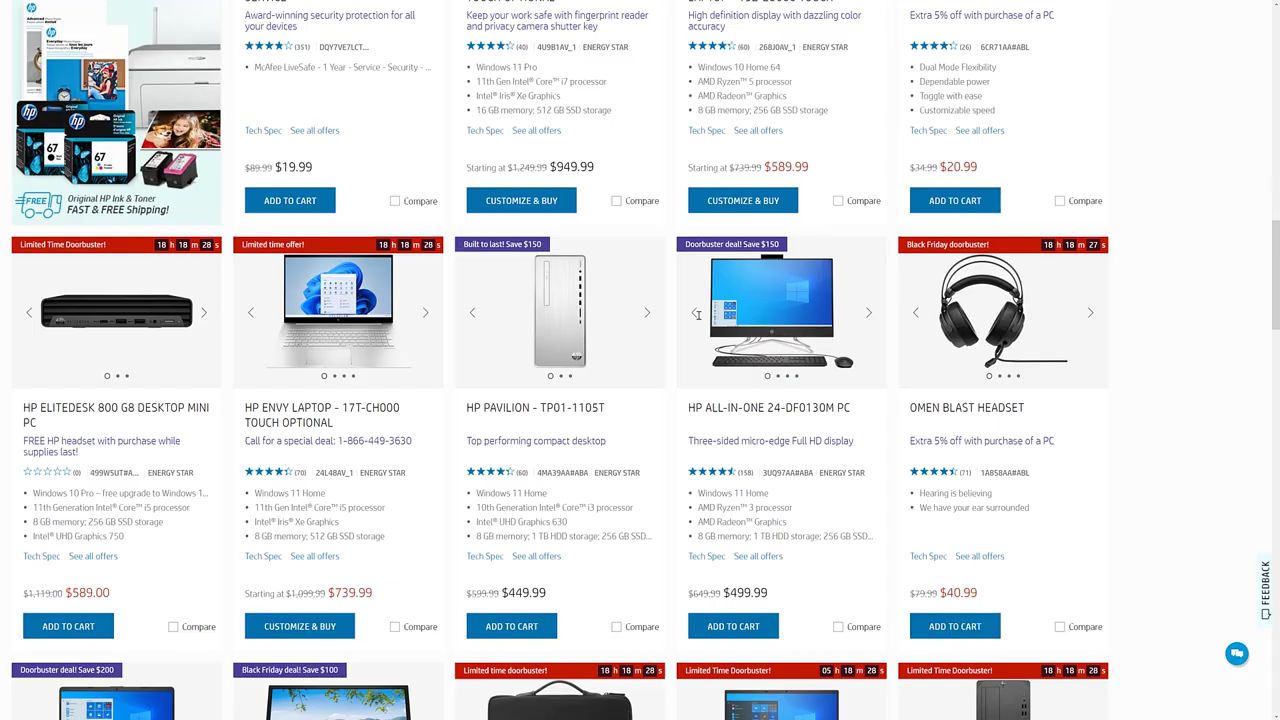 Award-winning security protection for all
your devices
(351) DQY7VE7LCT...
• McAfee LiveSafe - 1 Year - Service - Security - ...
Tech Spec See all offers
$89.99 $19.99
ADD TO CART Compare
Keep your work safe with fingerprint reader
and privacy camera shutter key
(40) 4U9B1AV_1 ENERGY STAR
• Windows 11 Pro
• 11th Gen Intel® Core™ i7 processor
• Intel® Iris® Xe Graphics
• 16 GB memory; 512 GB SSD storage
Tech Spec See all offers
Starting at $1,249.99 $949.99
CUSTOMIZE & BUY Compare
High definition display with dazzling color
accuracy
(60) 268J0AV_1 ENERGY STAR
• Windows 10 Home 64
• AMD Ryzen™ 5 processor
• AMD Radeon™ Graphics
• 8 GB memory; 256 GB SSD storage
Tech Spec See all offers
Starting at $739.99 $589.99
CUSTOMIZE & BUY Compare
Extra 5% off with purchase of a PC
(26) 6CR71AA#ABL
• Dual Mode Flexibility
• Dependable power
• Toggle with ease
• Customizable speed
Tech Spec See all offers
$34.99 $20.99
ADD TO CART Compare
hp
hp
hp
67
67
FREE Original HP Ink & Toner
FAST & FREE Shipping!
Limited Time Doorbuster! 18 h 18 m 28 s
HP ELITEDESK 800 G8 DESKTOP MINI
PC
FREE HP headset with purchase while
supplies last!
(0) 499W5UT#A... ENERGY STAR
• Windows 10 Pro – free upgrade to Windows 1...
• 11th Generation Intel® Core™ i5 processor
• 8 GB memory; 256 GB SSD storage
• Intel® UHD Graphics 750
Tech Spec See all offers
$1,119.00 $589.00
ADD TO CART Compare
Limited time offer! 18 h 18 m 28 s
HP ENVY LAPTOP - 17T-CH000
TOUCH OPTIONAL
Call for a special deal: 1-866-449-3630
(70) 24L48AV_1 ENERGY STAR
• Windows 11 Home
• 11th Gen Intel® Core™ i5 processor
• Intel® Iris® Xe Graphics
• 8 GB memory; 512 GB SSD storage
Tech Spec See all offers
Starting at $1,099.99 $739.99
CUSTOMIZE & BUY Compare
Built to last! Save $150
HP PAVILION - TP01-1105T
Top performing compact desktop
(60) 4MA39AA#ABA ENERGY STAR
• Windows 11 Home
• 10th Generation Intel® Core™ i3 processor
• Intel® UHD Graphics 630
• 8 GB memory; 1 TB HDD storage; 256 GB SSD...
Tech Spec See all offers
$599.99 $449.99
ADD TO CART Compare
Doorbuster deal! Save $150
HP ALL-IN-ONE 24-DF0130M PC
Three-sided micro-edge Full HD display
(158) 3UQ97AA#ABA ENERGY STAR
• Windows 11 Home
• AMD Ryzen™ 3 processor
• AMD Radeon™ Graphics
• 8 GB memory; 1 TB HDD storage; 256 GB SSD...
Tech Spec See all offers
$649.99 $499.99
ADD TO CART Compare
Black Friday doorbuster! 18 h 18 m 27 s
OMEN BLAST HEADSET
Extra 5% off with purchase of a PC
(71) 1A858AA#ABL
• Hearing is believing
• We have your ear surrounded
Tech Spec See all offers
$79.99 $40.99
ADD TO CART Compare
FEEDBACK
Doorbuster deal! Save $200
Black Friday deal! Save $100
Limited time doorbuster! 18 h 18 m 28 s
Limited Time Doorbuster! 05 h 18 m 28 s
Limited Time Doorbuster! 18 h 18 m 28 s